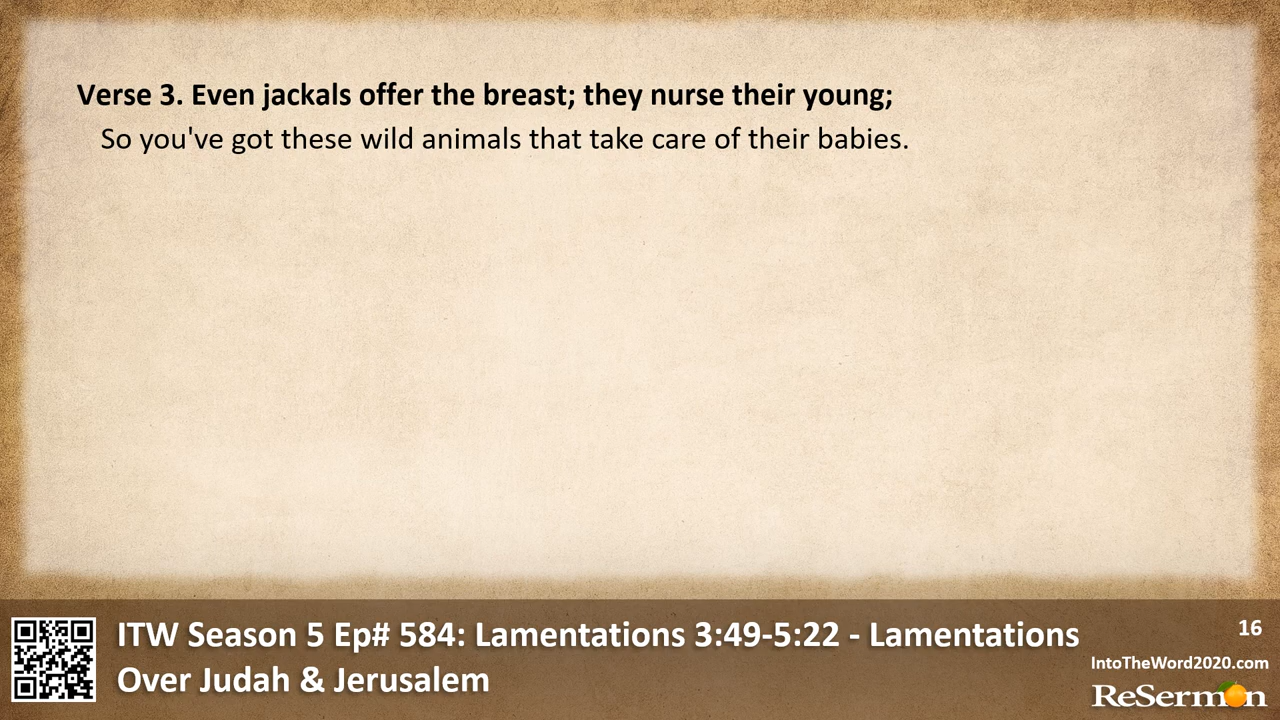 Verse 3. Even jackals offer the breast; they nurse their young;
So you've got these wild animals that take care of their babies.
ITW Season 5 Ep# 584: Lamentations 3:49-5:22 - Lamentations
Over Judah & Jerusalem
16
IntoTheWord2020.com
ReSermon